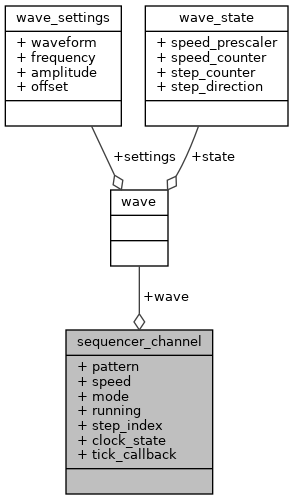 wave_settings
+ waveform
+ frequency
+ amplitude
+ offset
wave_state
+ speed_prescaler
+ speed_counter
+ step_counter
+ step_direction
+settings
+state
wave
+wave
sequencer_channel
+ pattern
+ speed
+ mode
+ running
+ step_index
+ clock_state
+ tick_callback